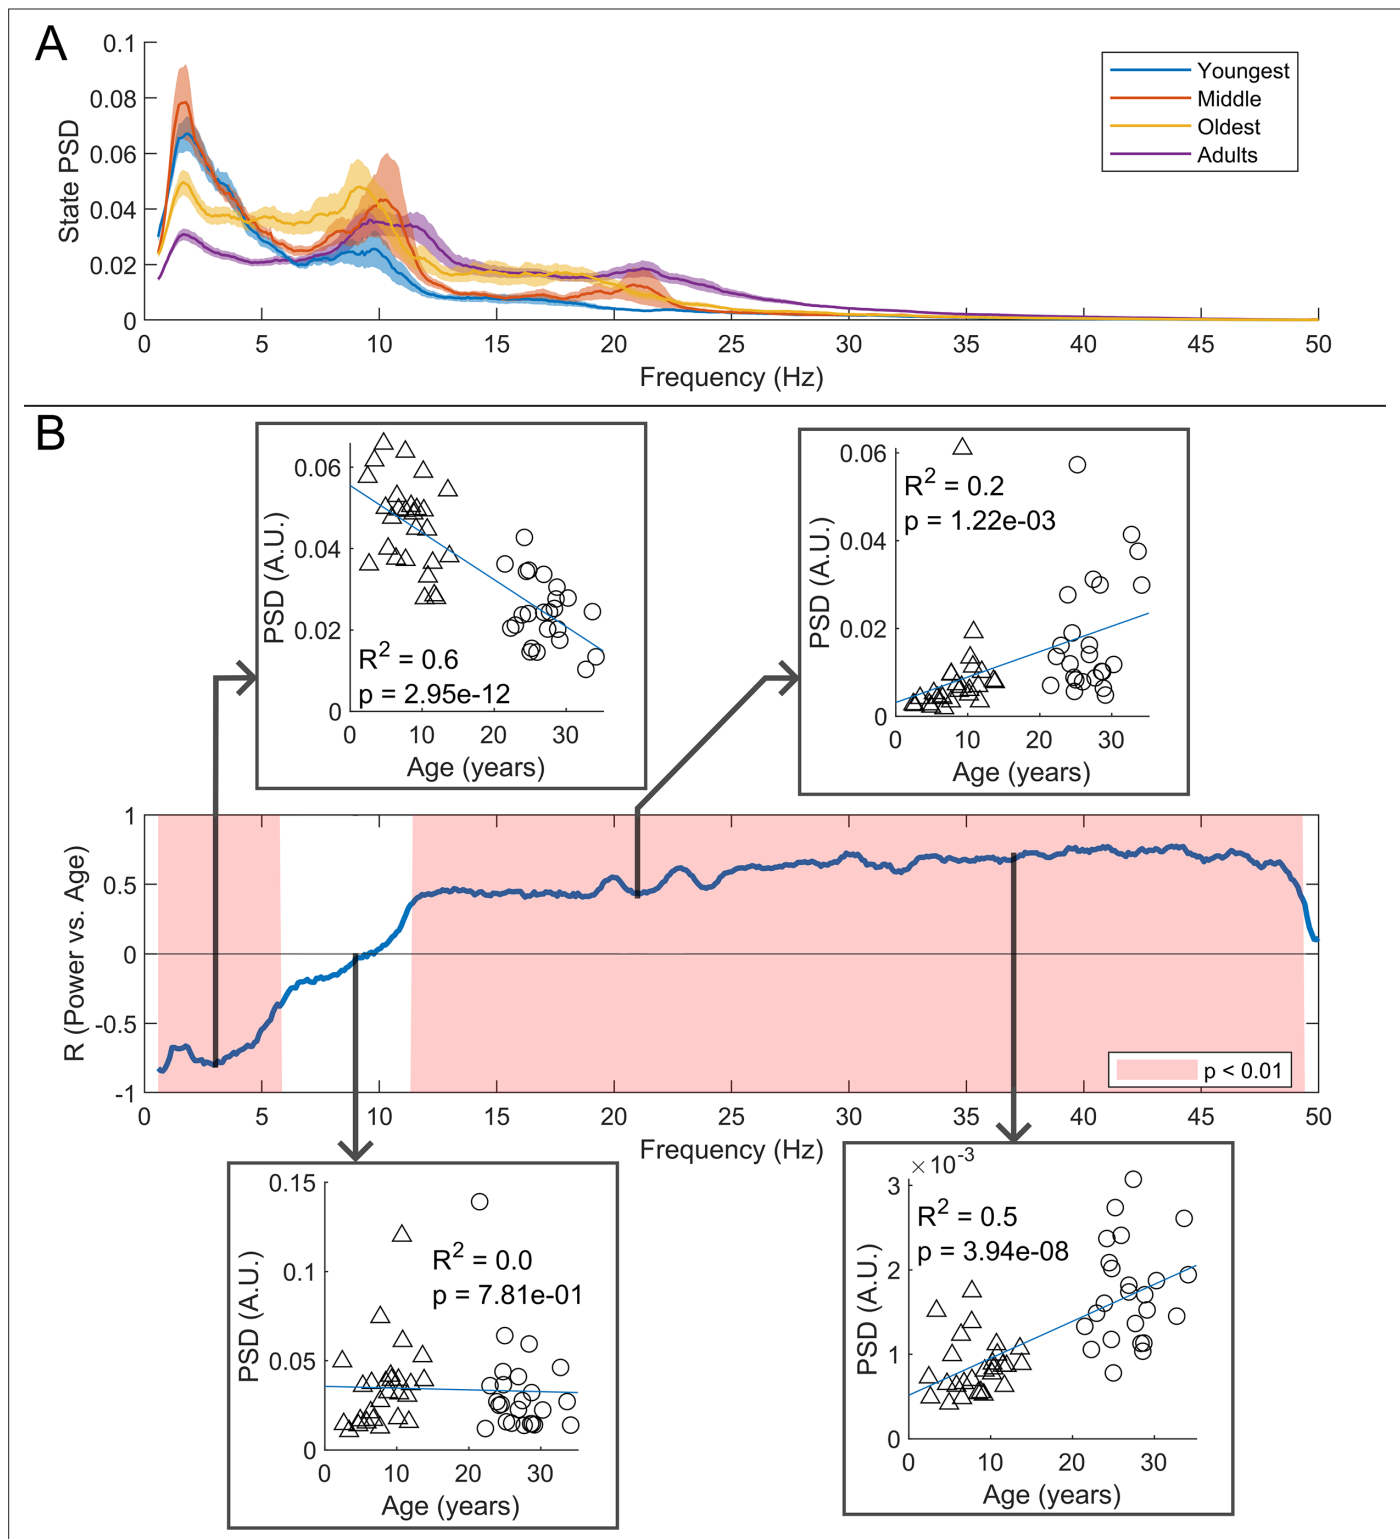 A
0.1
0.08
0.06
0.04
0.02
0
State PSD
Youngest
Middle
Oldest
Adults
0 5 10 15 20 25 30 35 40 45 50
Frequency (Hz)
B
0.06
0.04
0.02
0
PSD (A.U.)
R² = 0.6
p = 2.95e-12
0 10 20 30
Age (years)
0.06
0.04
0.02
0
PSD (A.U.)
R² = 0.2
p = 1.22e-03
0 10 20 30
Age (years)
1
0.5
0
-0.5
-1
R (Power vs. Age)
p < 0.01
0 5 10 15 20 25 30 35 40 45 50
Frequency (Hz)
0.15
0.1
0.05
0
PSD (A.U.)
R² = 0.0
p = 7.81e-01
0 10 20 30
Age (years)
×10⁻³
3
2
1
0
PSD (A.U.)
R² = 0.5
p = 3.94e-08
0 10 20 30
Age (years)